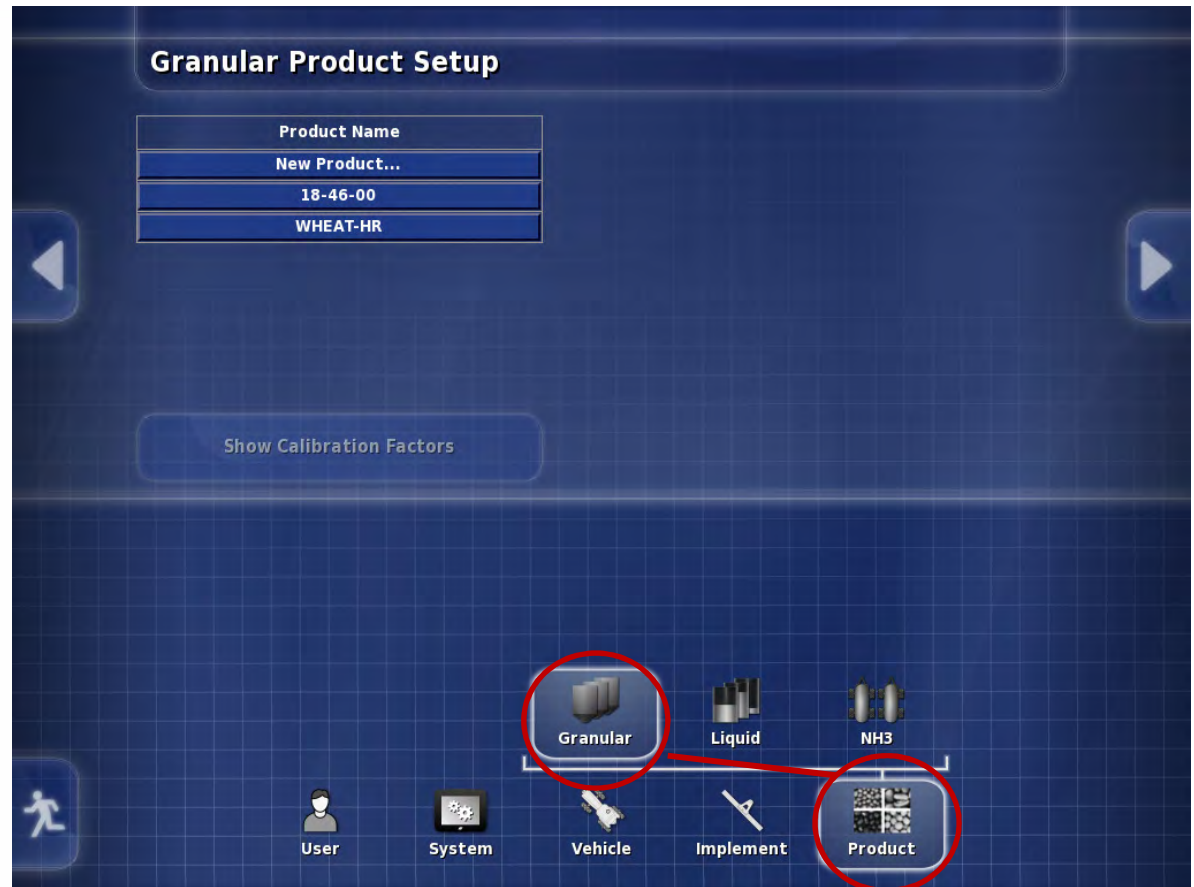 Granular Product Setup
Product Name
New Product...
18-46-00
WHEAT-HR
Show Calibration Factors
Granular Liquid NH3
User System Vehicle Implement Product